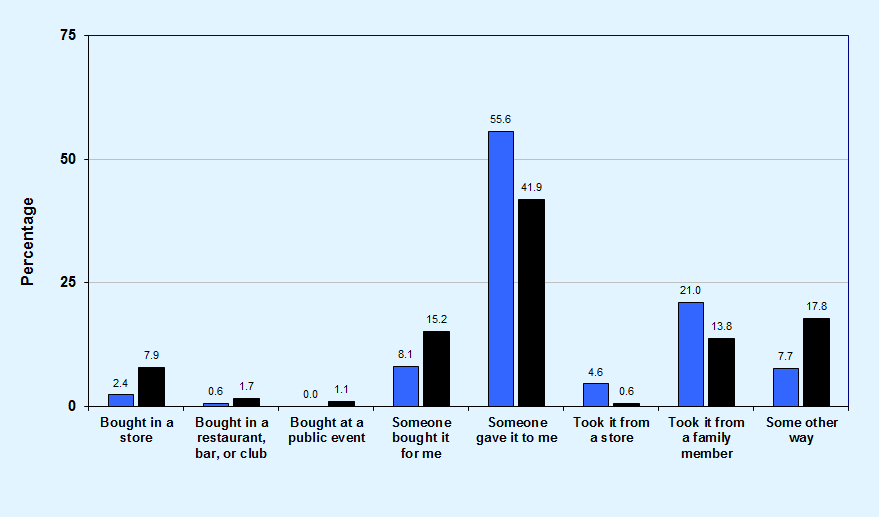 75
50
25
0
Percentage
2.4
7.9
0.6
1.7
0.0
1.1
8.1
15.2
55.6
41.9
4.6
0.6
21.0
13.8
7.7
17.8
Bought in a
store
Bought in a
restaurant,
bar, or club
Bought at a
public event
Someone
bought it
for me
Someone
gave it to me
Took it from
a store
Took it from
a family
member
Some other
way